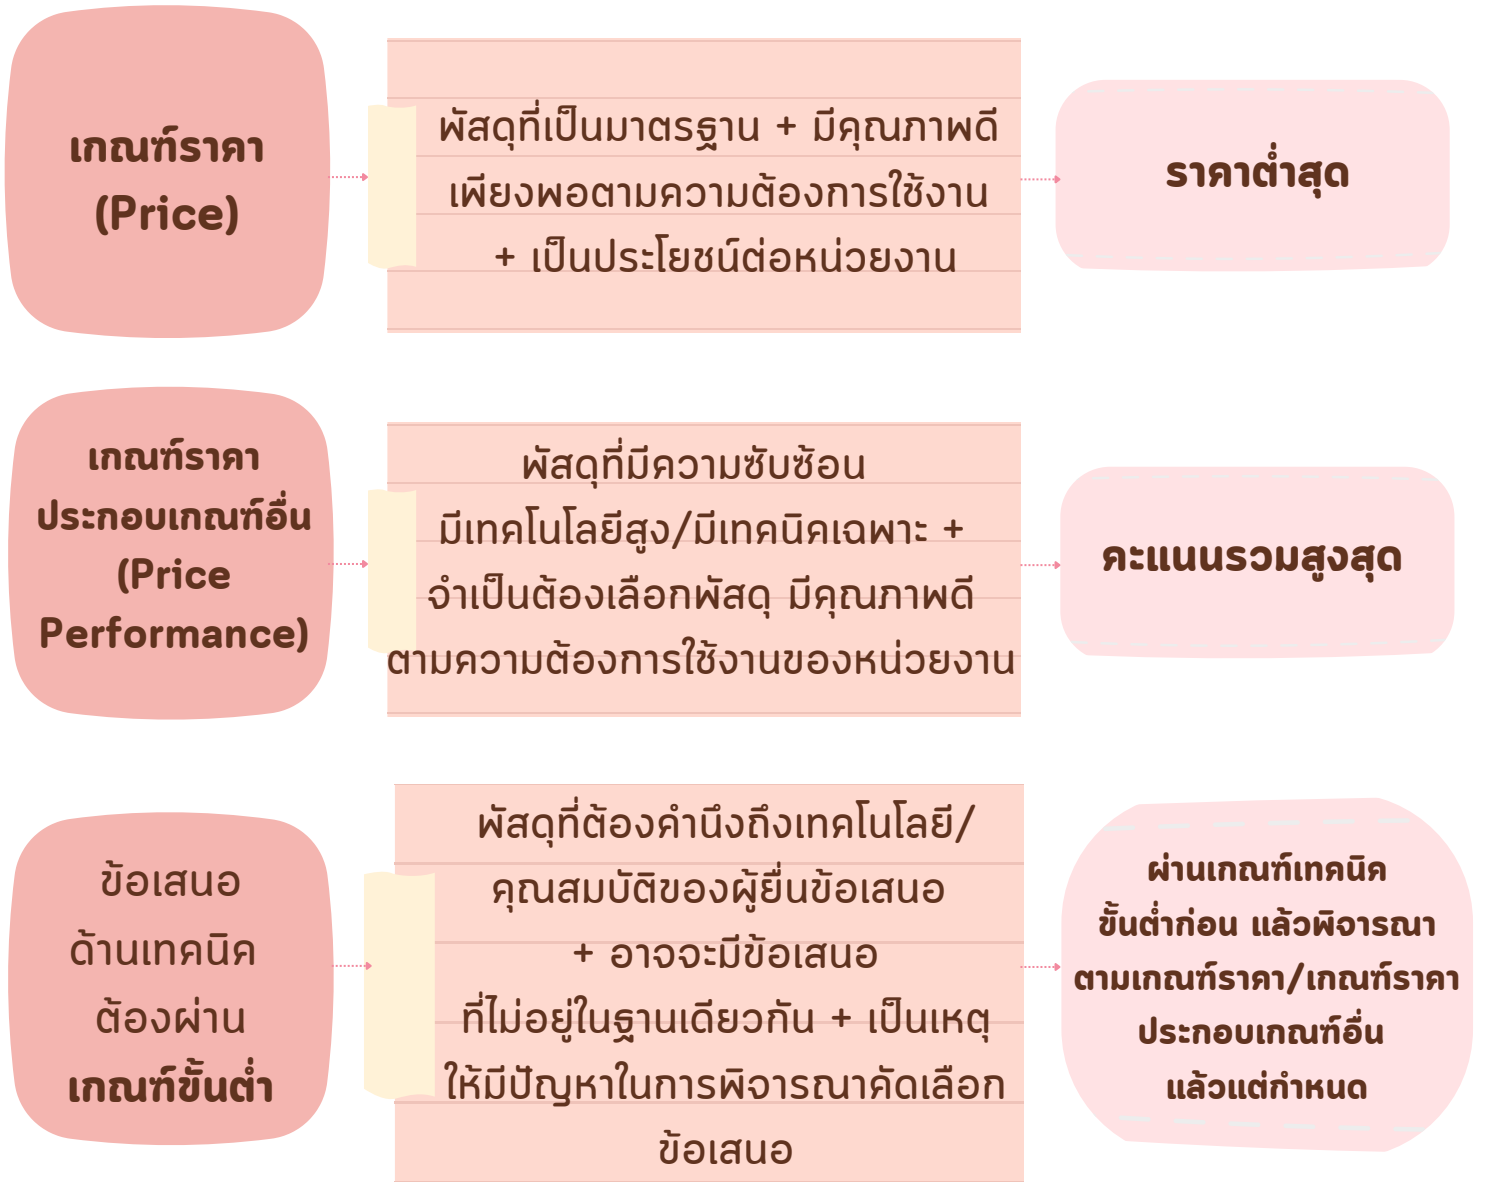 เกณฑ์ราคา
(Price)
พัสดุที่เป็นมาตรฐาน + มีคุณภาพดี
เพียงพอตามความต้องการใช้งาน
+ เป็นประโยชน์ต่อหน่วยงาน
ราคาต่ำสุด
เกณฑ์ราคา
ประกอบเกณฑ์อื่น
(Price
Performance)
พัสดุที่มีความซับซ้อน
มีเทคโนโลยีสูง/มีเทคนิคเฉพาะ +
จำเป็นต้องเลือกพัสดุ มีคุณภาพดี
ตามความต้องการใช้งานของหน่วยงาน
คะแนนรวมสูงสุด
ข้อเสนอ
ด้านเทคนิค
ต้องผ่าน
เกณฑ์ขั้นต่ำ
พัสดุที่ต้องคำนึงถึงเทคโนโลยี/
คุณสมบัติของผู้ยื่นข้อเสนอ
+ อาจจะมีข้อเสนอ
ที่ไม่อยู่ในฐานเดียวกัน + เป็นเหตุ
ให้มีปัญหาในการพิจารณาคัดเลือก
ข้อเสนอ
ผ่านเกณฑ์เทคนิค
ขั้นต่ำก่อน แล้วพิจารณา
ตามเกณฑ์ราคา/เกณฑ์ราคา
ประกอบเกณฑ์อื่น
แล้วแต่กำหนด